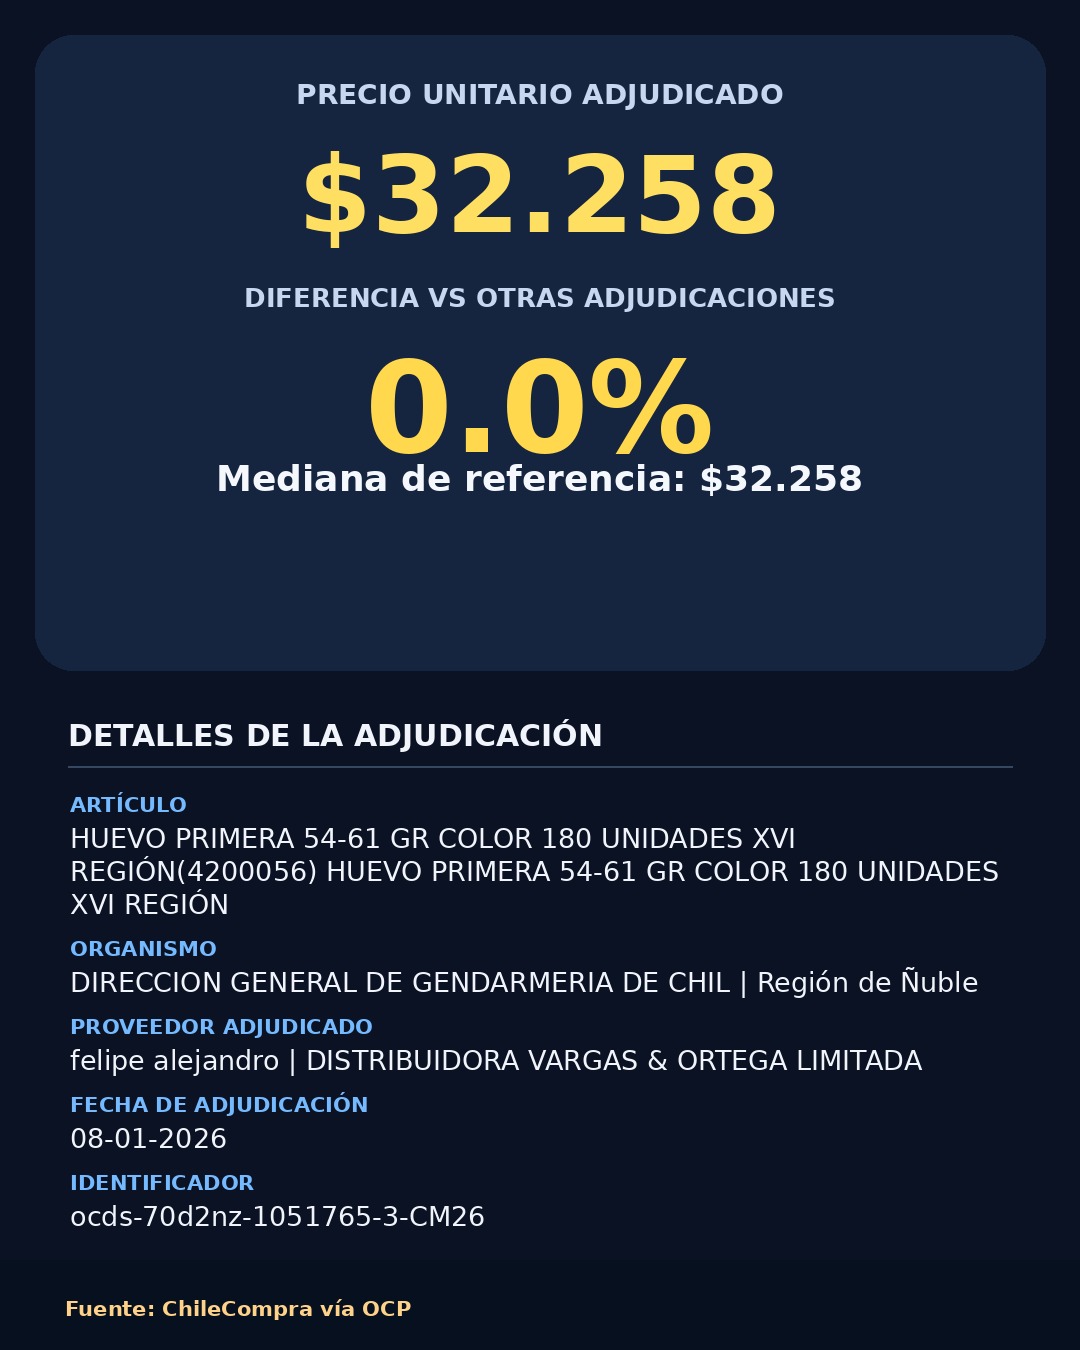 PRECIO UNITARIO ADJUDICADO
$32.258
DIFERENCIA VS OTRAS ADJUDICACIONES
0.0%
Mediana de referencia: $32.258
DETALLES DE LA ADJUDICACIÓN
ARTÍCULO
HUEVO PRIMERA 54-61 GR COLOR 180 UNIDADES XVI
REGIÓN(4200056) HUEVO PRIMERA 54-61 GR COLOR 180 UNIDADES
XVI REGIÓN
ORGANISMO
DIRECCION GENERAL DE GENDARMERIA DE CHIL | Región de Ñuble
PROVEEDOR ADJUDICADO
felipe alejandro | DISTRIBUIDORA VARGAS & ORTEGA LIMITADA
FECHA DE ADJUDICACIÓN
08-01-2026
IDENTIFICADOR
ocds-70d2nz-1051765-3-CM26
Fuente: ChileCompra vía OCP